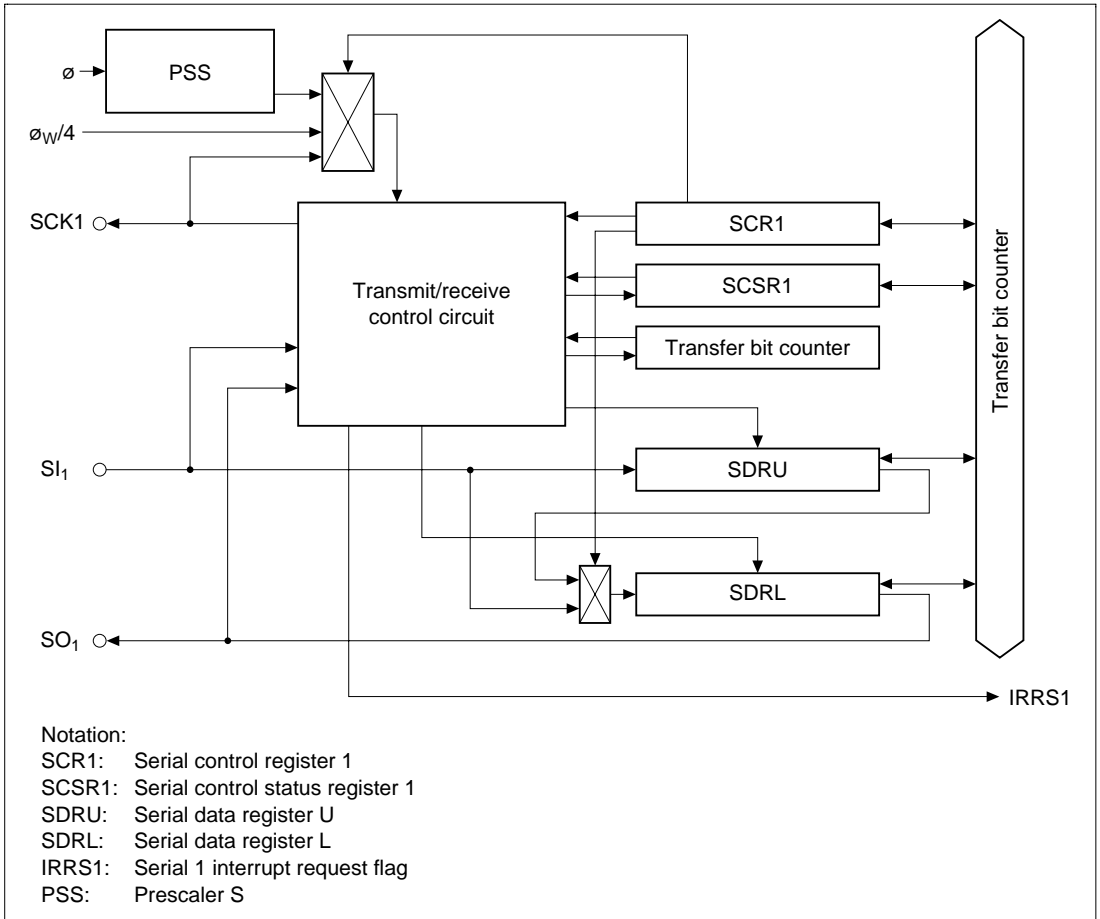 ø
PSS
ø_W/4
SCK1
SCR1
SCSR1
Transmit/receive
control circuit
Transfer bit counter
Transfer bit counter
SI₁
SDRU
SDRL
SO₁
IRRS1
Notation:
SCR1: Serial control register 1
SCSR1: Serial control status register 1
SDRU: Serial data register U
SDRL: Serial data register L
IRRS1: Serial 1 interrupt request flag
PSS: Prescaler S